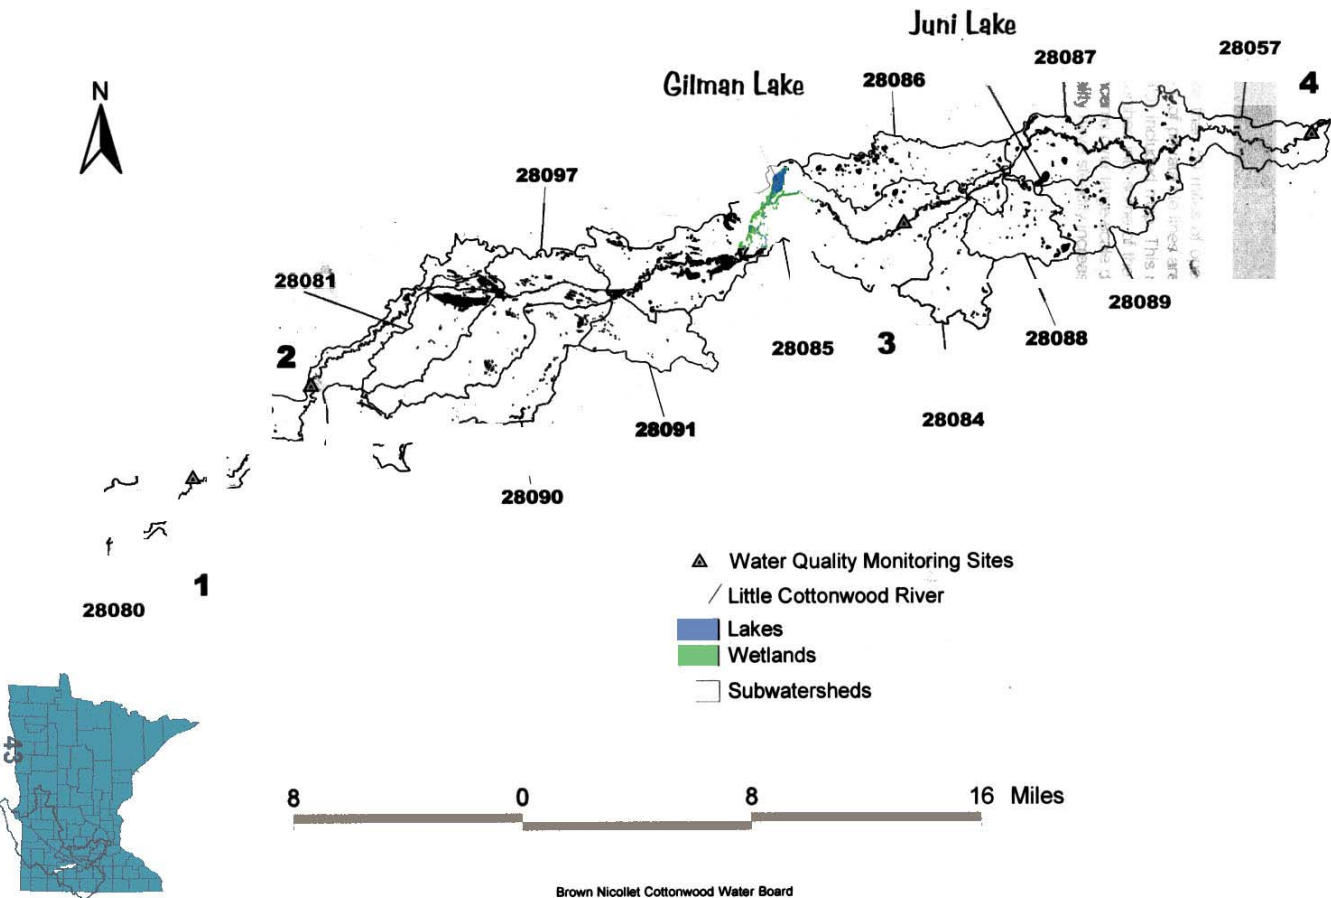 Juni Lake
28087
28057
4
Gilman Lake
28086
N
28097
28081
28089
2
28085
3
28088
28084
28091
28090
1
28080
Water Quality Monitoring Sites
Little Cottonwood River
Lakes
Wetlands
Subwatersheds
43
8 0 8 16 Miles
Brown Nicollet Cottonwood Water Board